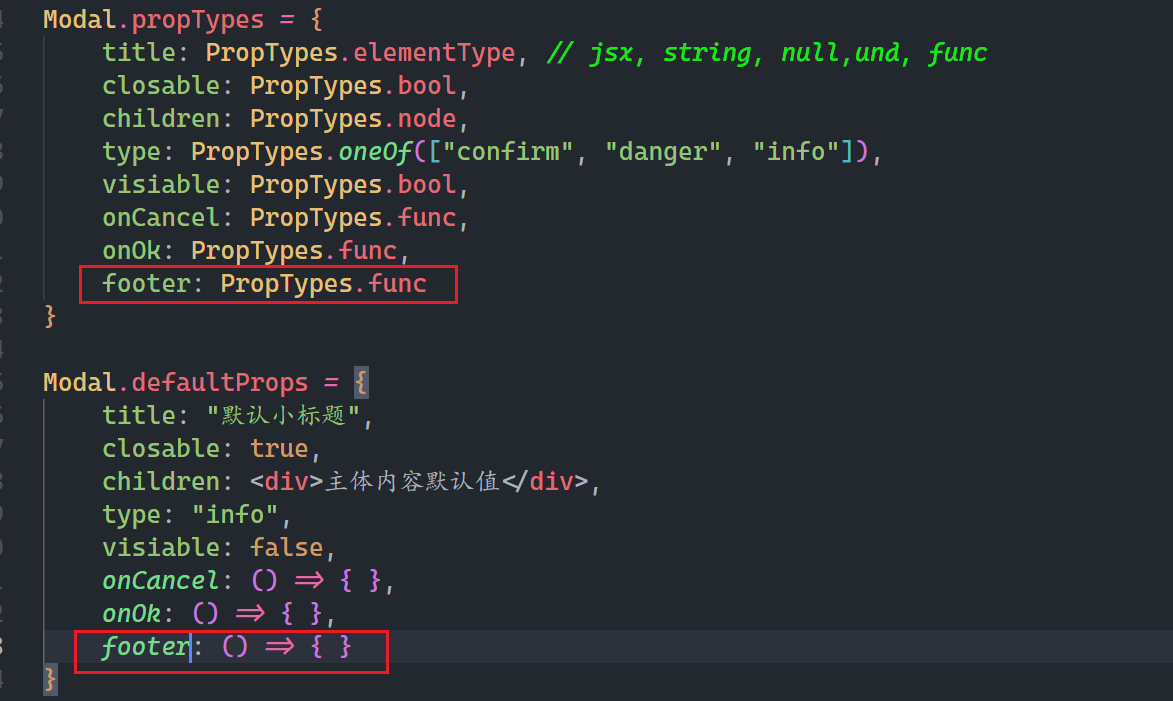 Modal.propTypes = {
title: PropTypes.elementType, // jsx, string, null,und, func
closable: PropTypes.bool,
children: PropTypes.node,
type: PropTypes.oneOf(["confirm", "danger", "info"]),
visiable: PropTypes.bool,
onCancel: PropTypes.func,
onOk: PropTypes.func,
footer: PropTypes.func
}
Modal.defaultProps = {
title: "默认小标题",
closable: true,
children: <div>主体内容默认值</div>,
type: "info",
visiable: false,
onCancel: () => { },
onOk: () => { },
footer: () => { }
}